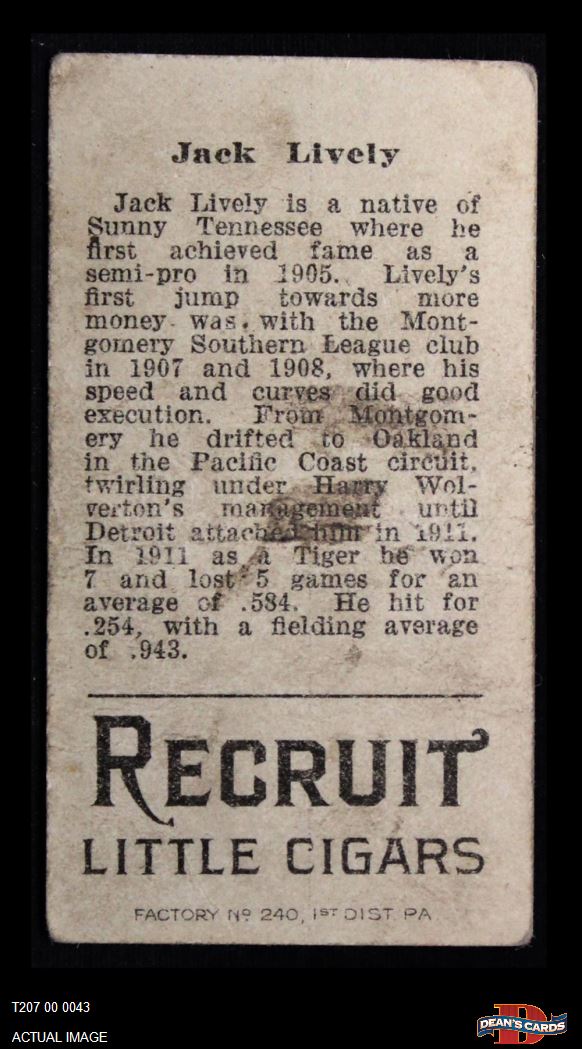 Jack Lively
Jack Lively is a native of
Sunny Tennessee where he
first achieved fame as a
semi-pro in 1905. Lively's
first jump towards more
money was with the Mont-
gomery Southern League club
in 1907 and 1908, where his
speed and curves did good
execution. From Montgom-
ery he drifted to Oakland
in the Pacific Coast circuit,
twirling under Harry Wol-
verton's management until
Detroit attached him in 1911.
In 1911 as a Tiger he won
7 and lost 5 games for an
average of .584. He hit for
.254, with a fielding average
of .943.
RECRUIT
LITTLE CIGARS
FACTORY Nº 240, 1ST DIST. PA.
T207 00 0043
ACTUAL IMAGE
D
DEAN'S CARDS